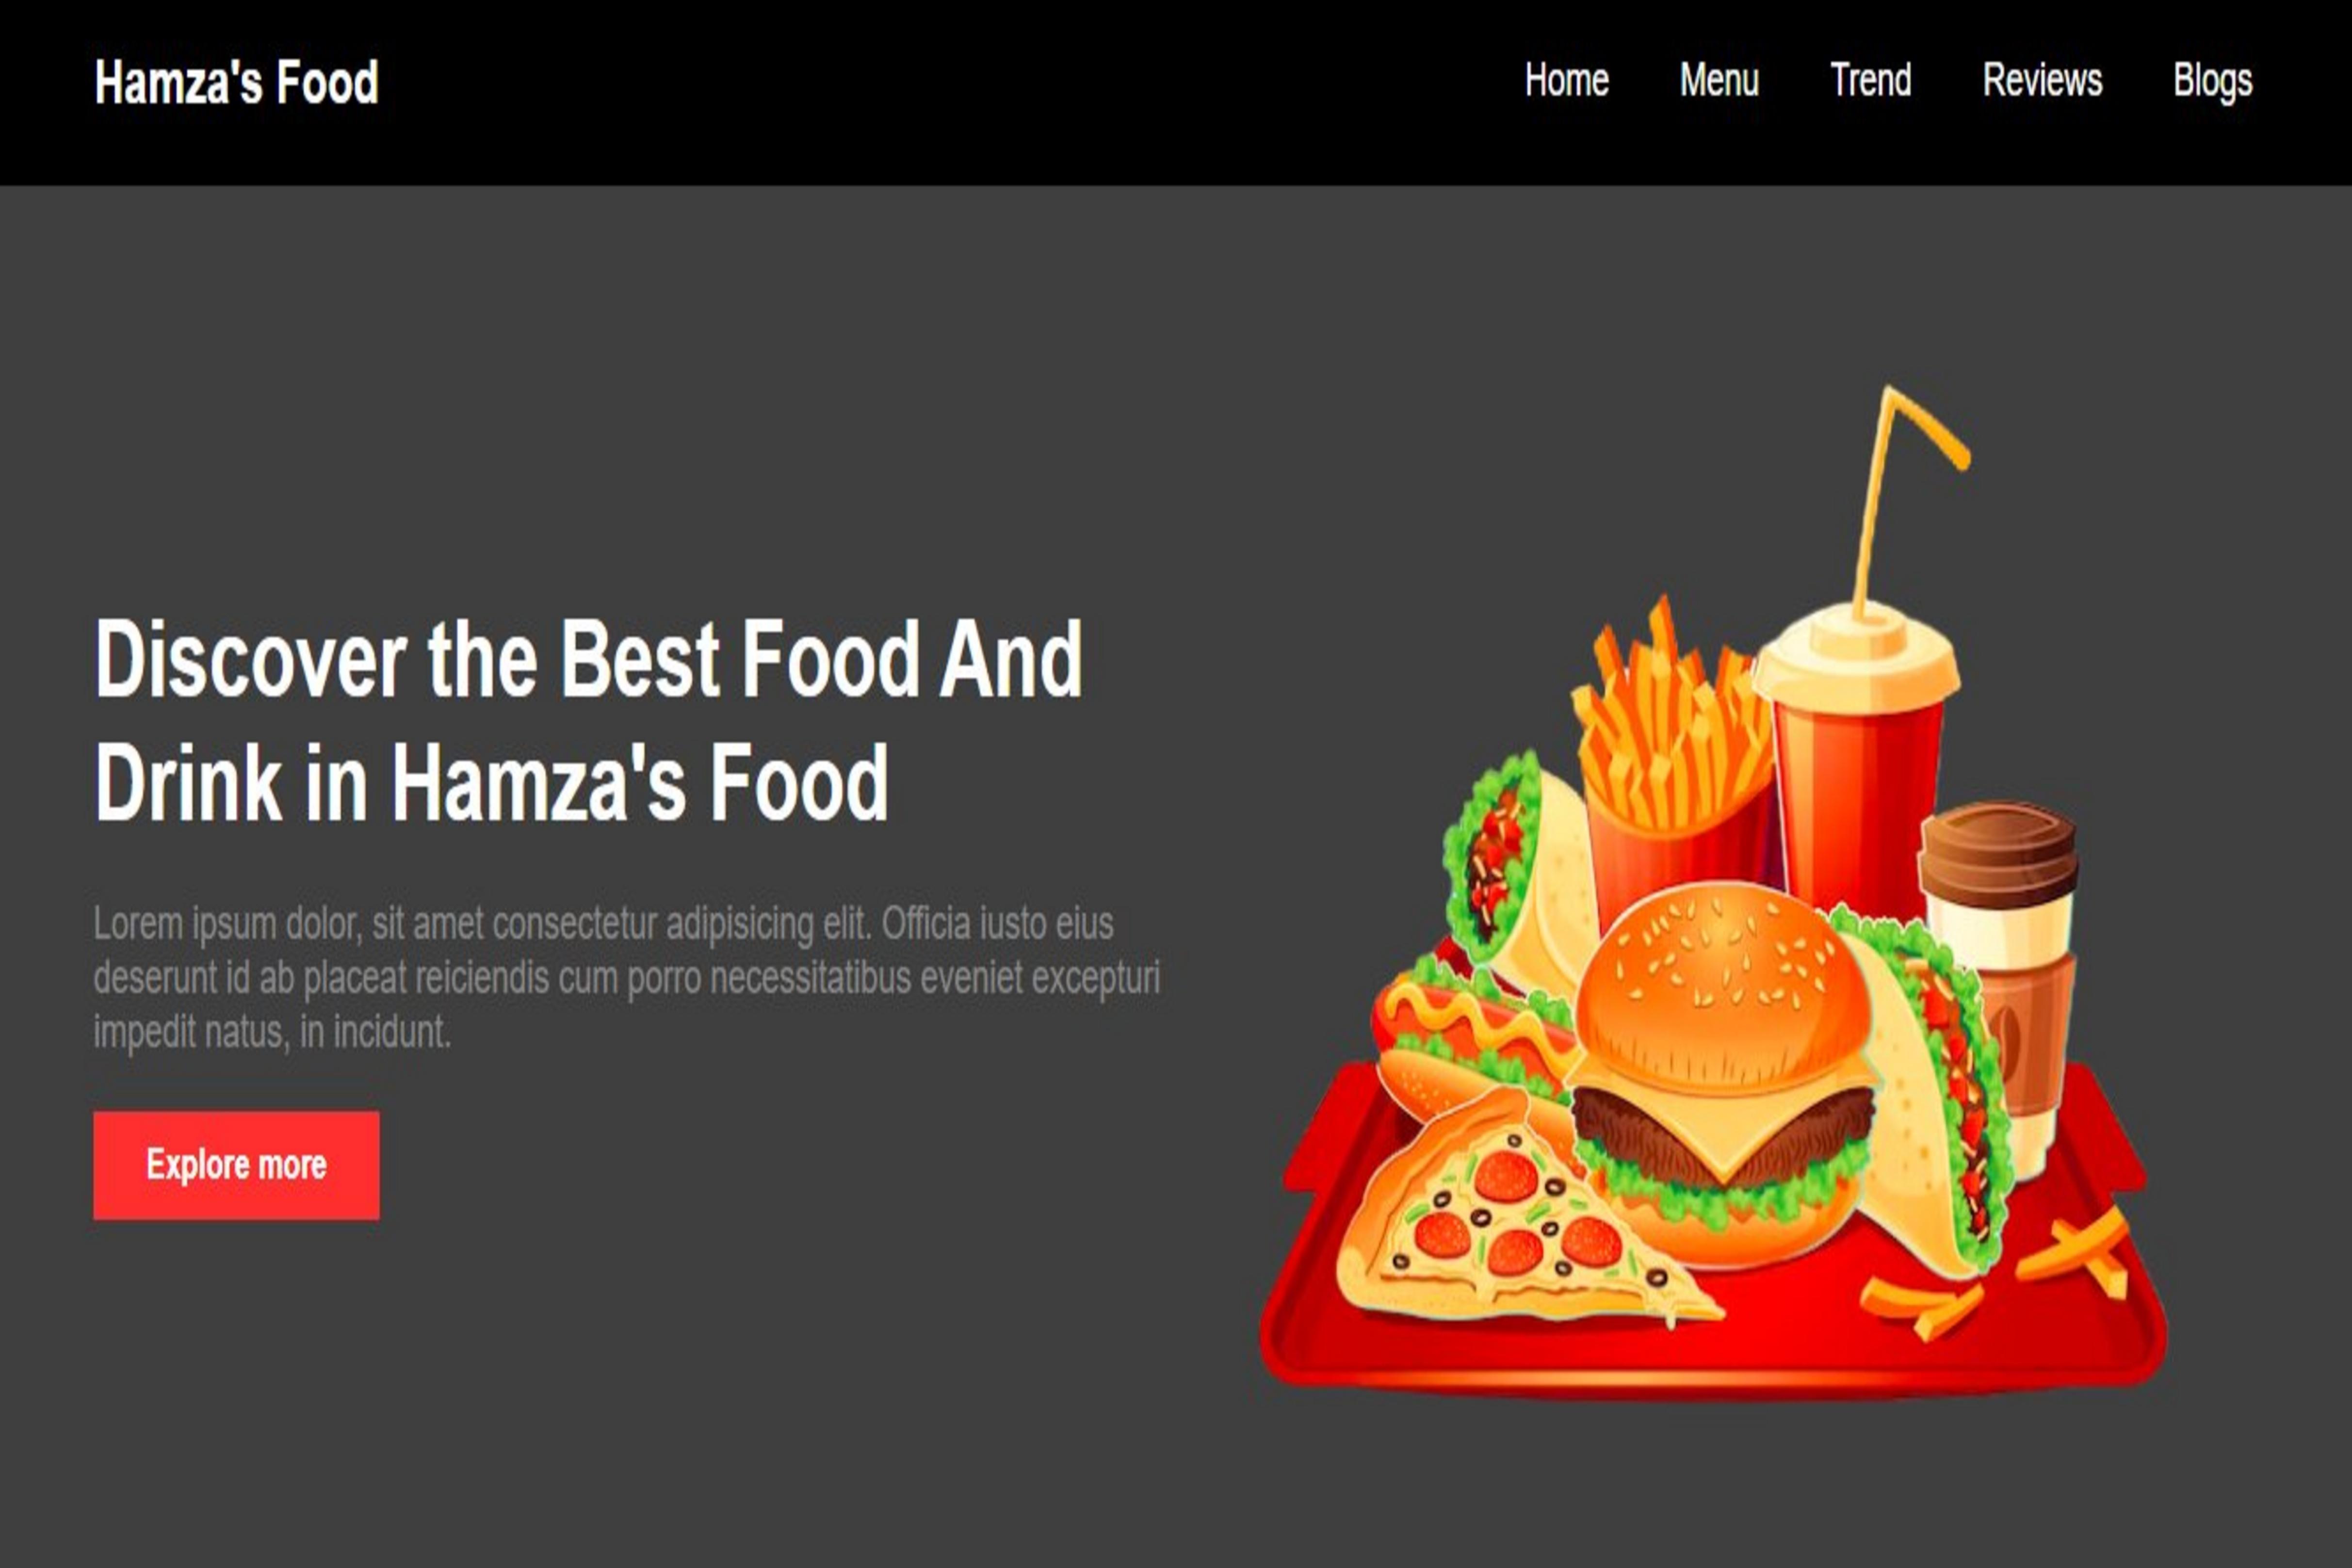 Hamza's Food
Home Menu Trend Reviews Blogs
Discover the Best Food And
Drink in Hamza's Food
Lorem ipsum dolor, sit amet consectetur adipisicing elit. Officia iusto eius
deserunt id ab placeat reiciendis cum porro necessitatibus eveniet excepturi
impedit natus, in incidunt.
Explore more